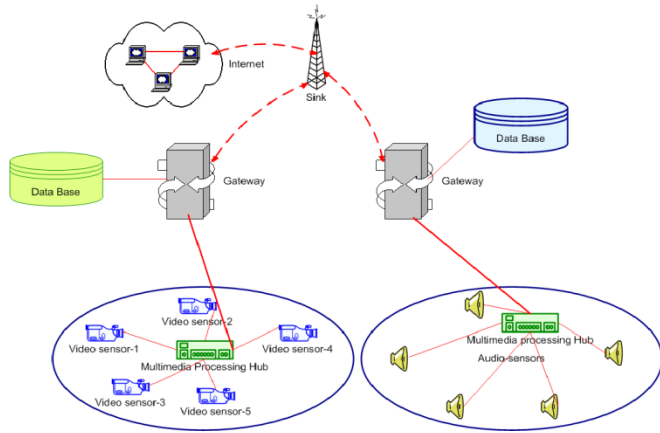 Internet
Sink
Data Base
Gateway
Gateway
Data Base
Video sensor-2
Video sensor-1
Video sensor-4
Multimedia Processing Hub
Video sensor-3
Video sensor-5
Multimedia processing Hub
Audio-sensors